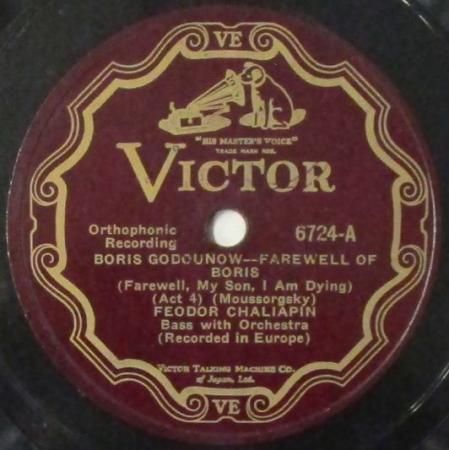 VE
"HIS MASTER'S VOICE"
TRADE MARK REG.
VICTOR
Orthophonic
Recording
6724-A
BORIS GODOUNOW--FAREWELL OF
BORIS
(Farewell, My Son, I Am Dying)
(Act 4) (Moussorgsky)
FEODOR CHALIAPIN
Bass with Orchestra
(Recorded in Europe)
VICTOR TALKING MACHINE CO.
of Japan, Ltd.
VE